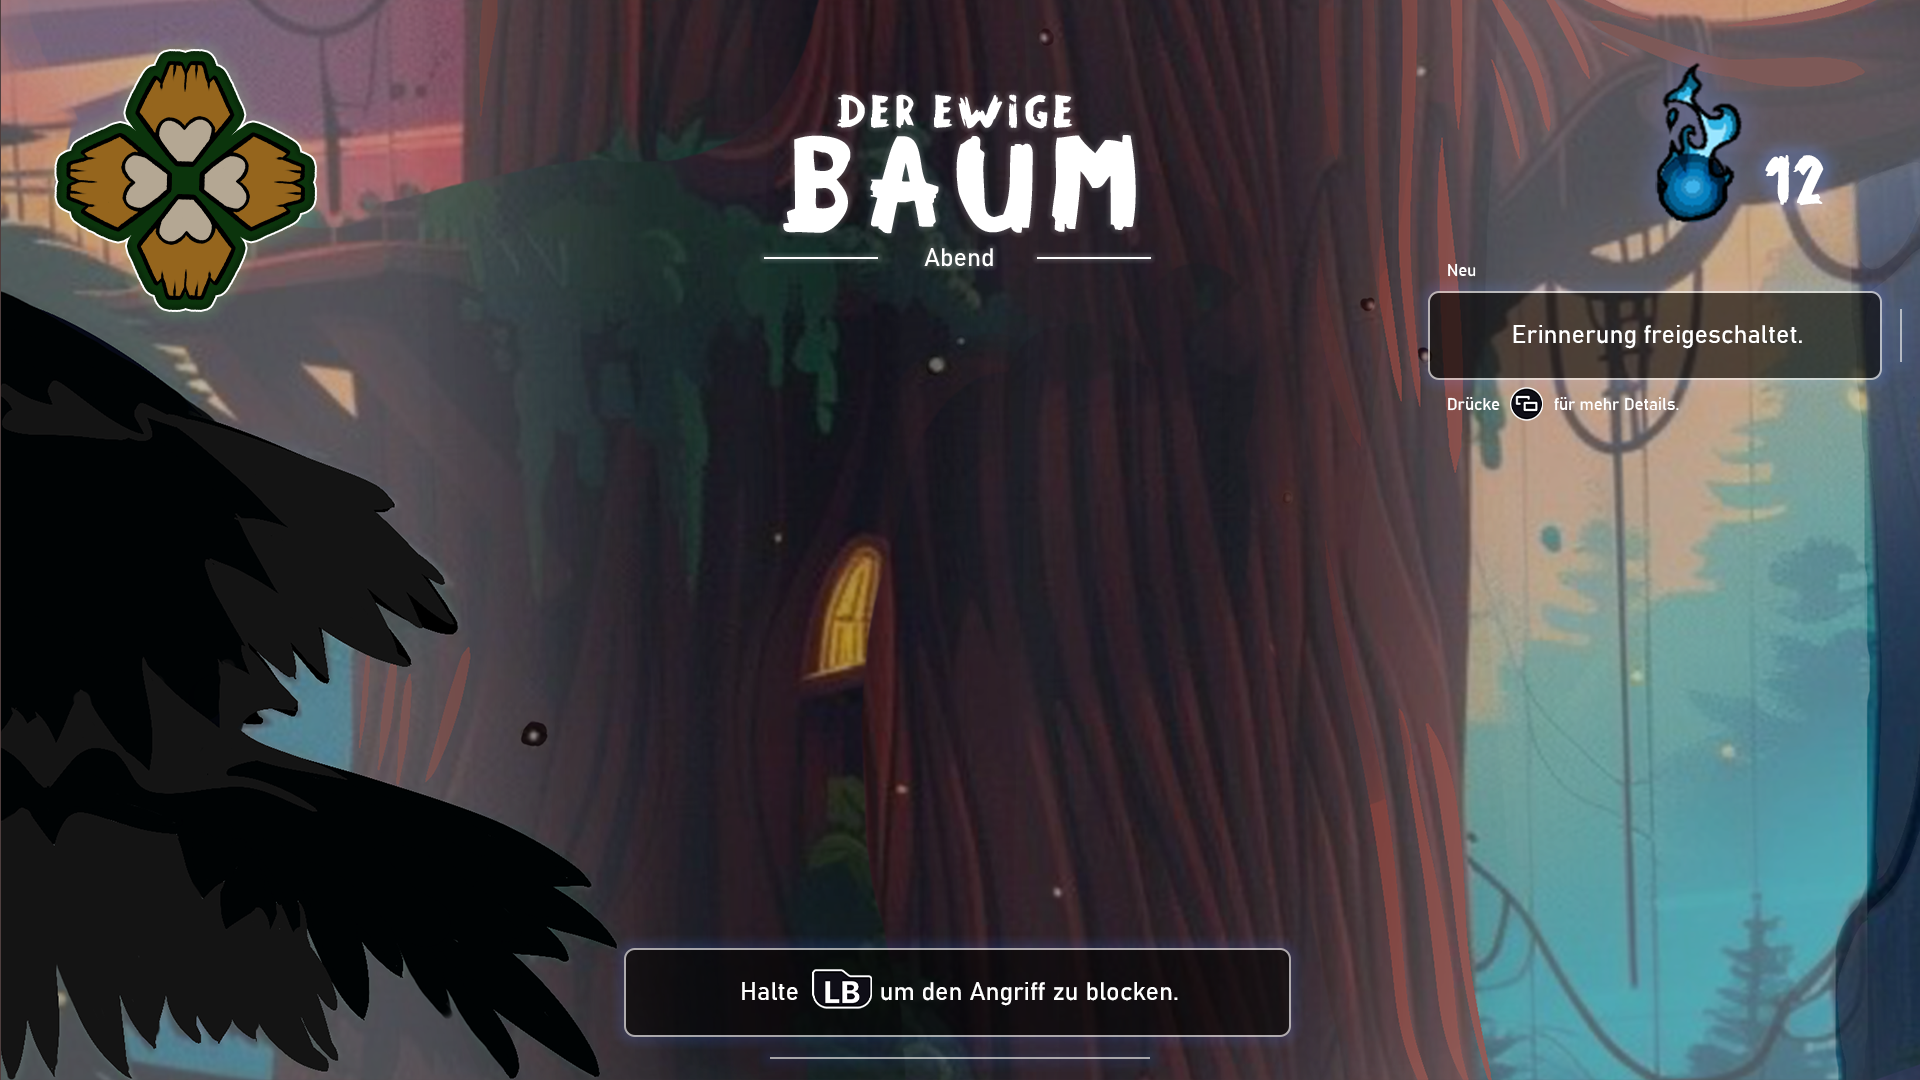 DER EWiGE
BAUM
Abend
12
Neu
Erinnerung freigeschaltet.
Drücke für mehr Details.
Halte LB um den Angriff zu blocken.